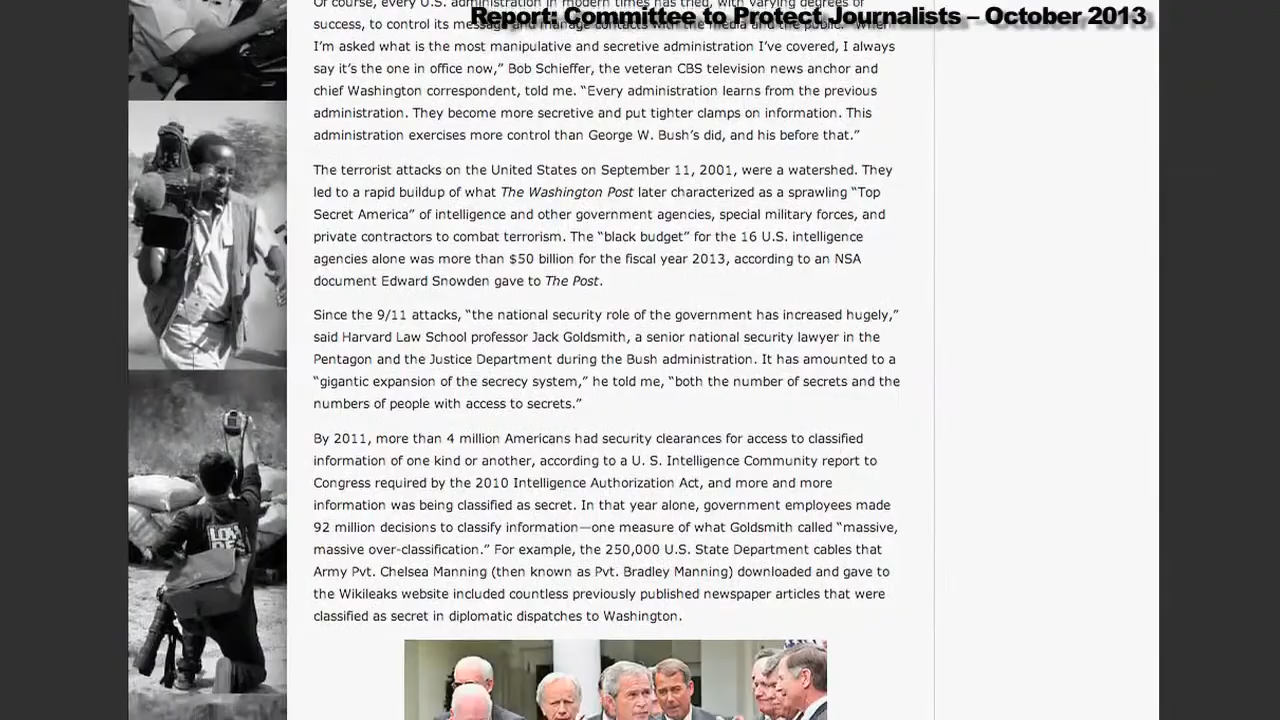 Report: Committee to Protect Journalists – October 2013
Of course, every U.S. administration in modern times has tried, with varying degrees of
success, to control its message and manage contacts with the media and the public. “When
I’m asked what is the most manipulative and secretive administration I’ve covered, I always
say it’s the one in office now,” Bob Schieffer, the veteran CBS television news anchor and
chief Washington correspondent, told me. “Every administration learns from the previous
administration. They become more secretive and put tighter clamps on information. This
administration exercises more control than George W. Bush’s did, and his before that.”
The terrorist attacks on the United States on September 11, 2001, were a watershed. They
led to a rapid buildup of what The Washington Post later characterized as a sprawling “Top
Secret America” of intelligence and other government agencies, special military forces, and
private contractors to combat terrorism. The “black budget” for the 16 U.S. intelligence
agencies alone was more than $50 billion for the fiscal year 2013, according to an NSA
document Edward Snowden gave to The Post.
Since the 9/11 attacks, “the national security role of the government has increased hugely,”
said Harvard Law School professor Jack Goldsmith, a senior national security lawyer in the
Pentagon and the Justice Department during the Bush administration. It has amounted to a
“gigantic expansion of the secrecy system,” he told me, “both the number of secrets and the
numbers of people with access to secrets.”
By 2011, more than 4 million Americans had security clearances for access to classified
information of one kind or another, according to a U. S. Intelligence Community report to
Congress required by the 2010 Intelligence Authorization Act, and more and more
information was being classified as secret. In that year alone, government employees made
92 million decisions to classify information—one measure of what Goldsmith called “massive,
massive over-classification.” For example, the 250,000 U.S. State Department cables that
Army Pvt. Chelsea Manning (then known as Pvt. Bradley Manning) downloaded and gave to
the Wikileaks website included countless previously published newspaper articles that were
classified as secret in diplomatic dispatches to Washington.